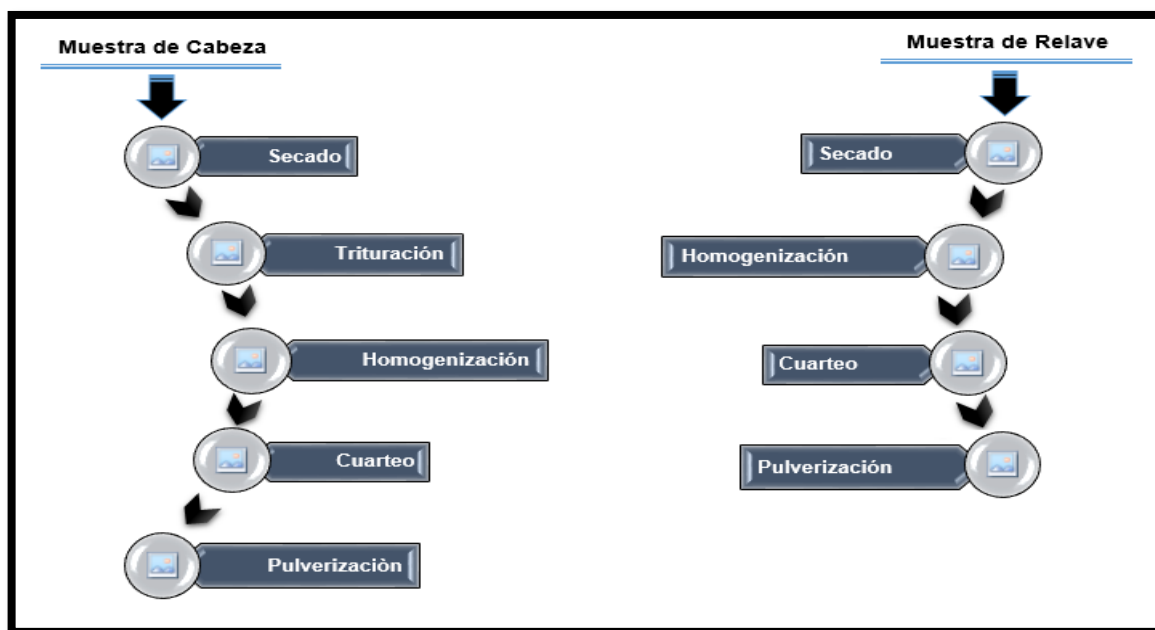 Muestra de Cabeza
Secado
Trituración
Homogenización
Cuarteo
Pulverizaciòn
Muestra de Relave
Secado
Homogenización
Cuarteo
Pulverización